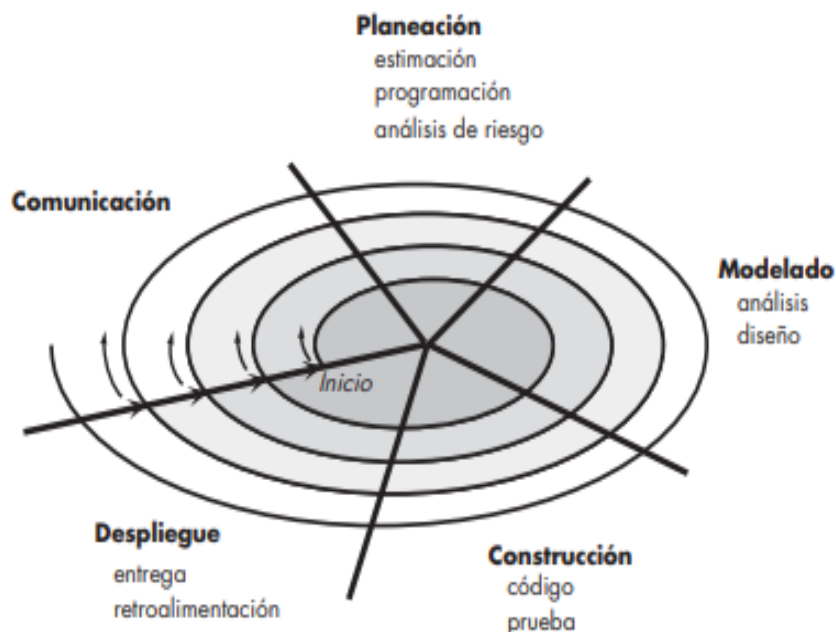 Planeación
estimación
programación
análisis de riesgo
Comunicación
Modelado
análisis
diseño
Inicio
Despliegue
entrega
retroalimentación
Construcción
código
prueba